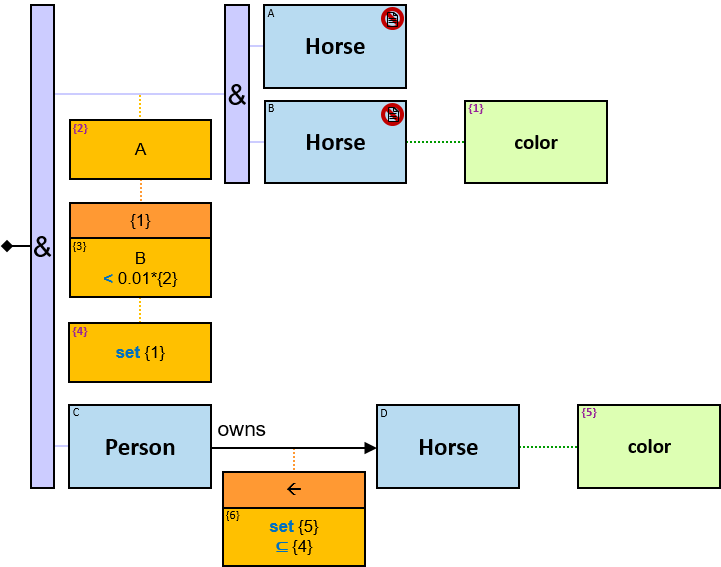 A
Horse
&
B
Horse
{1}
color
{2}
A
{1}
{3}
B
< 0.01*{2}
&
{4}
set {1}
C
Person
owns
D
Horse
{5}
color
←
{6}
set {5}
⊆ {4}